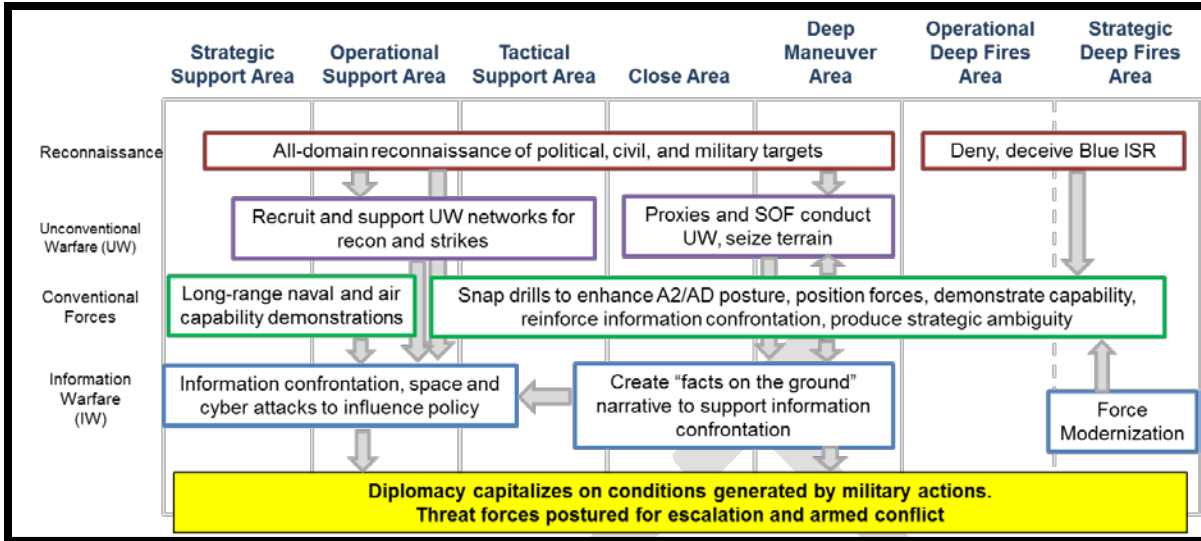 Strategic
Support Area
Operational
Support Area
Tactical
Support Area
Close Area
Deep
Maneuver
Area
Operational
Deep Fires
Area
Strategic
Deep Fires
Area
Reconnaissance
All-domain reconnaissance of political, civil, and military targets
Deny, deceive Blue ISR
Unconventional
Warfare (UW)
Recruit and support UW networks for
recon and strikes
Proxies and SOF conduct
UW, seize terrain
Conventional
Forces
Long-range naval and air
capability demonstrations
Snap drills to enhance A2/AD posture, position forces, demonstrate capability,
reinforce information confrontation, produce strategic ambiguity
Information
Warfare
(IW)
Information confrontation, space and
cyber attacks to influence policy
Create “facts on the ground”
narrative to support information
confrontation
Force
Modernization
Diplomacy capitalizes on conditions generated by military actions.
Threat forces postured for escalation and armed conflict